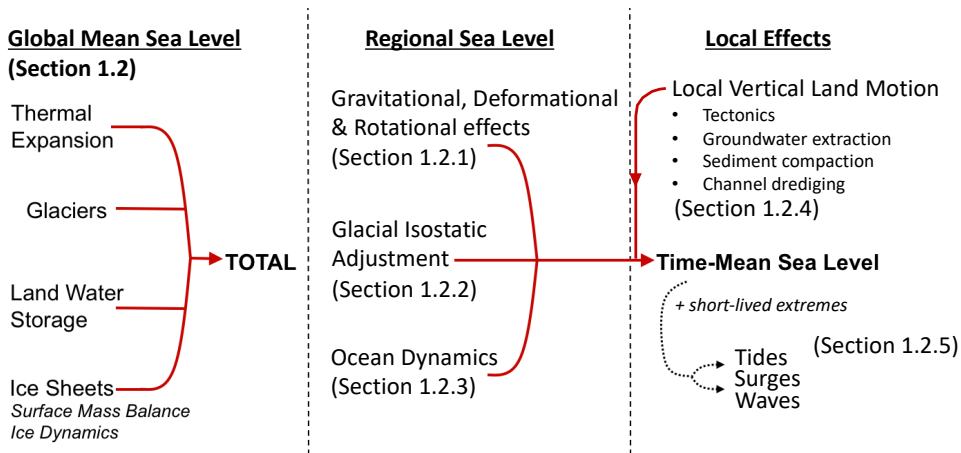 Global Mean Sea Level
(Section 1.2)
Thermal
Expansion
Glaciers
Land Water
Storage
Ice Sheets
Surface Mass Balance
Ice Dynamics
TOTAL
Regional Sea Level
Gravitational, Deformational
& Rotational effects
(Section 1.2.1)
Glacial Isostatic
Adjustment
(Section 1.2.2)
Ocean Dynamics
(Section 1.2.3)
Local Effects
Local Vertical Land Motion
• Tectonics
• Groundwater extraction
• Sediment compaction
• Channel drediging
(Section 1.2.4)
Time-Mean Sea Level
+ short-lived extremes
(Section 1.2.5)
Tides
Surges
Waves